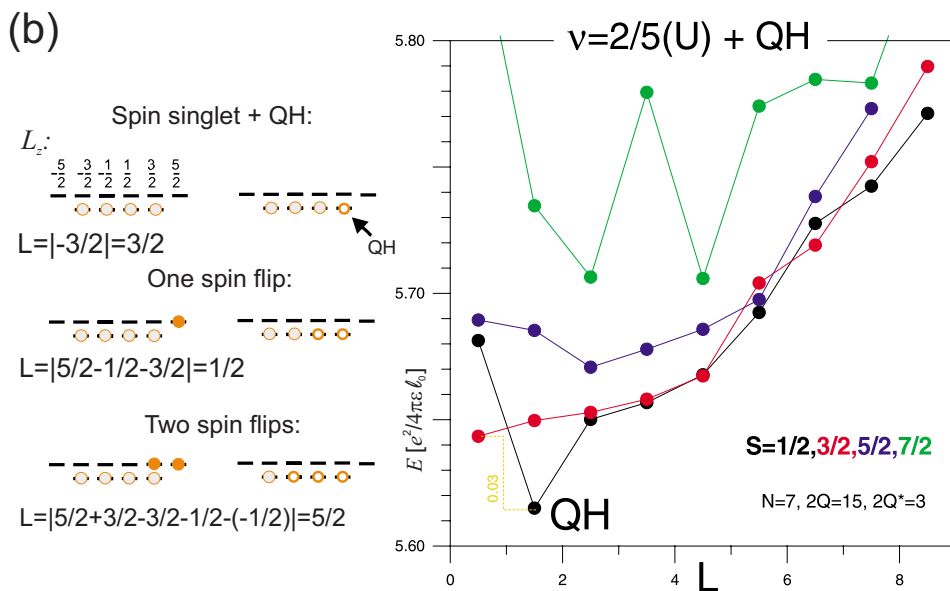 (b)
Spin singlet + QH:
L_z:
-5/2 -3/2 -1/2 1/2 3/2 5/2
QH
L=|-3/2|=3/2
One spin flip:
L=|5/2-1/2-3/2|=1/2
Two spin flips:
L=|5/2+3/2-3/2-1/2-(-1/2)|=5/2
ν=2/5(U) + QH
5.80
5.70
5.60
E [e²/4πεℓ₀]
0.03
QH
S=1/2,3/2,5/2,7/2
N=7, 2Q=15, 2Q*=3
0 2 4 6 8
L